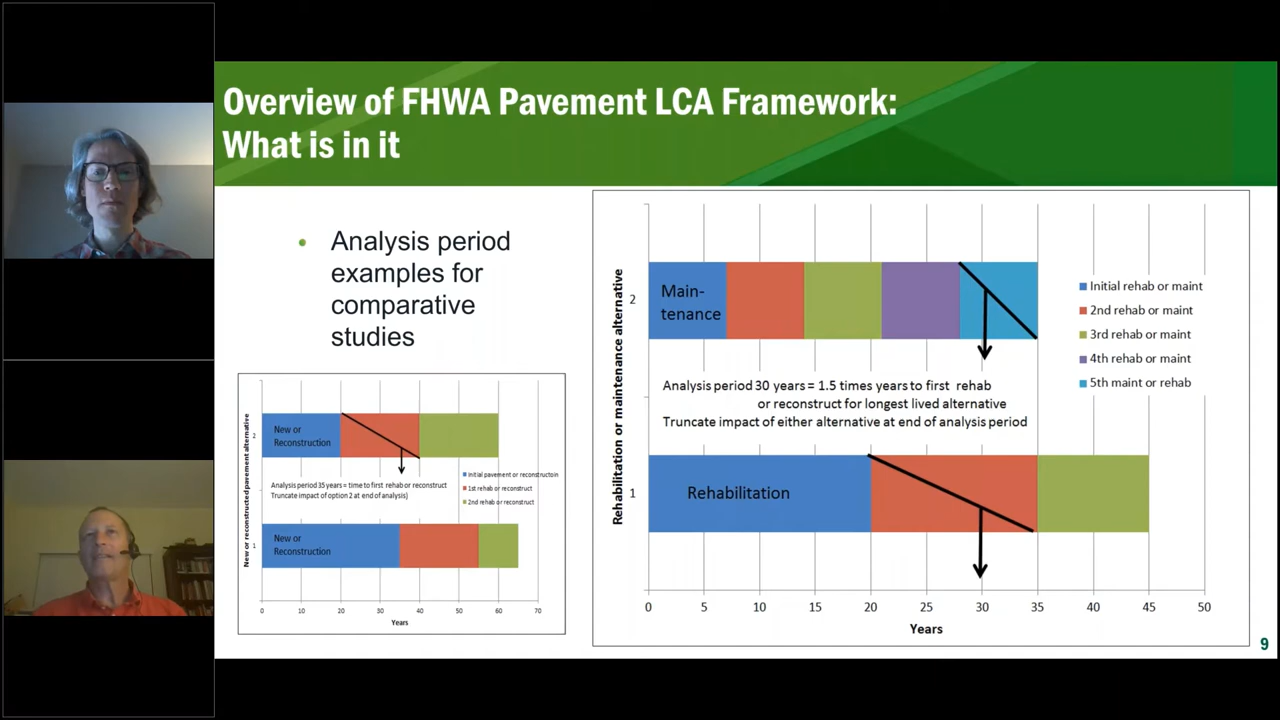 Overview of FHWA Pavement LCA Framework:
What is in it
• Analysis period
examples for
comparative
studies
New or reconstructed pavement alternative
2
1
New or
Reconstruction
Analysis period 35 years = time to first rehab or reconstruct
Truncate impact of option 2 at end of analysis)
New or
Reconstruction
Initial pavement or reconstructoin
1st rehab or reconstruct
2nd rehab or reconstruct
0 10 20 30 40 50 60 70
Years
Rehabilitation or maintenance alternative
2
1
Main-
tenance
Analysis period 30 years = 1.5 times years to first rehab
or reconstruct for longest lived alternative
Truncate impact of either alternative at end of analysis period
Rehabilitation
Initial rehab or maint
2nd rehab or maint
3rd rehab or maint
4th rehab or maint
5th maint or rehab
0 5 10 15 20 25 30 35 40 45 50
Years
9